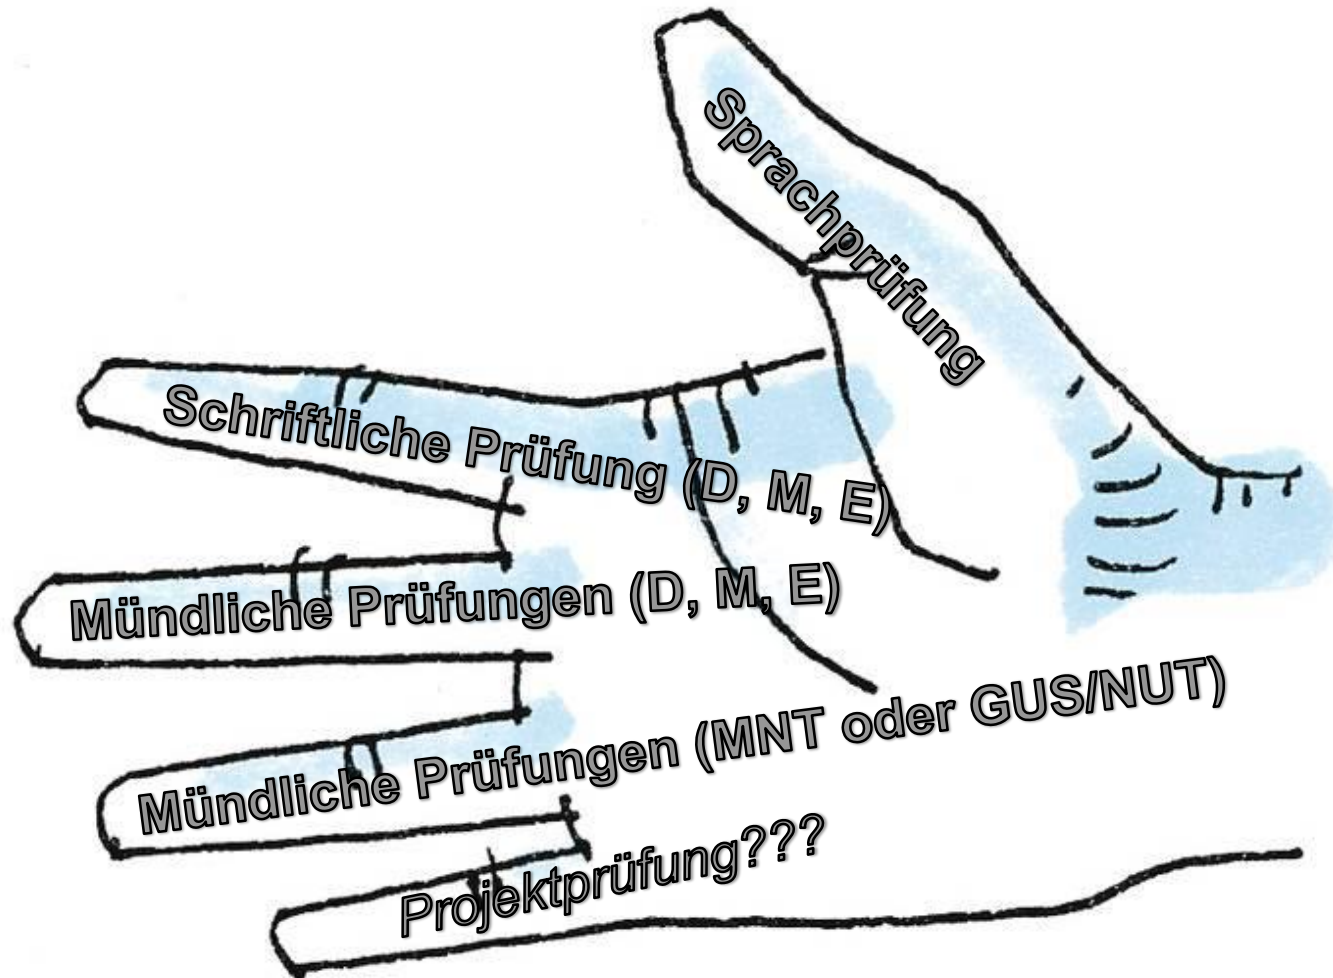 Sprachprüfung
Schriftliche Prüfung (D, M, E)
Mündliche Prüfungen (D, M, E)
Mündliche Prüfungen (MNT oder GUS/NUT)
Projektprüfung???